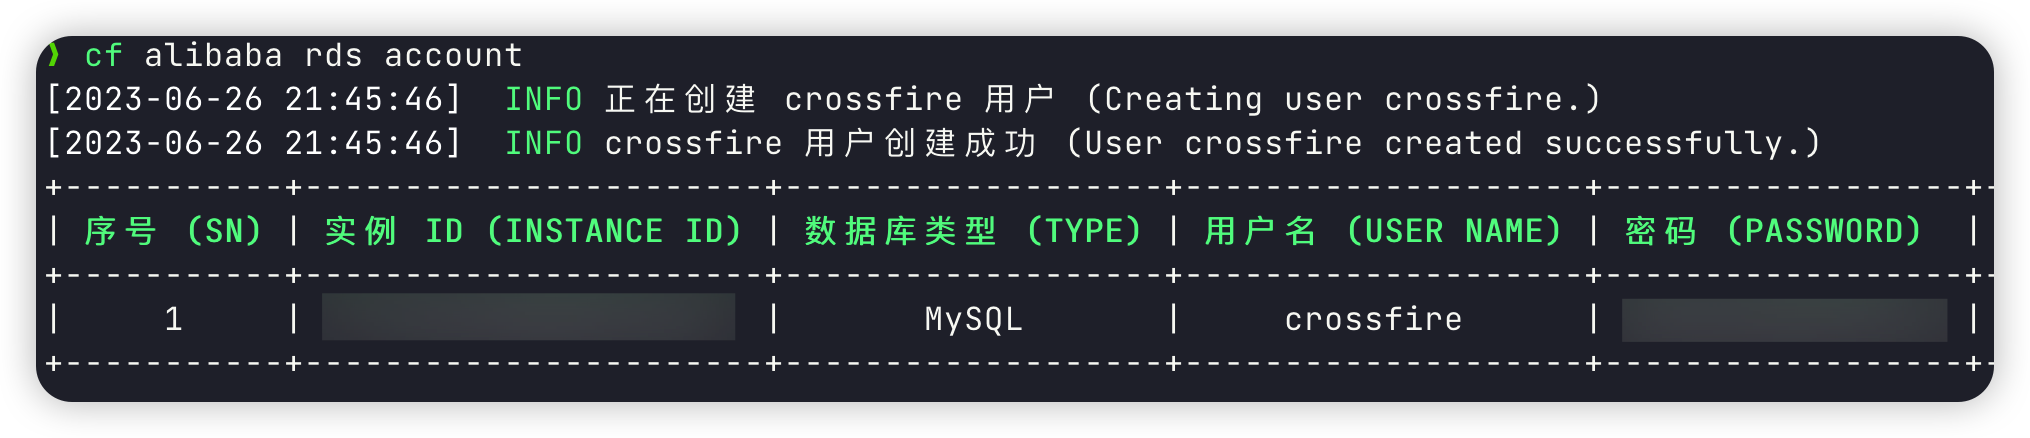 ❯ cf alibaba rds account
[2023-06-26 21:45:46] INFO 正在创建 crossfire 用户 (Creating user crossfire.)
[2023-06-26 21:45:46] INFO crossfire 用户创建成功 (User crossfire created successfully.)
+-----------+-----------------------+-------------------+--------------------+------------------+-
| 序号 (SN) | 实例 ID (INSTANCE ID) | 数据库类型 (TYPE) | 用户名 (USER NAME) | 密码 (PASSWORD) |
+-----------+-----------------------+-------------------+--------------------+------------------+-
| 1 | | MySQL | crossfire | |
+-----------+-----------------------+-------------------+--------------------+------------------+-